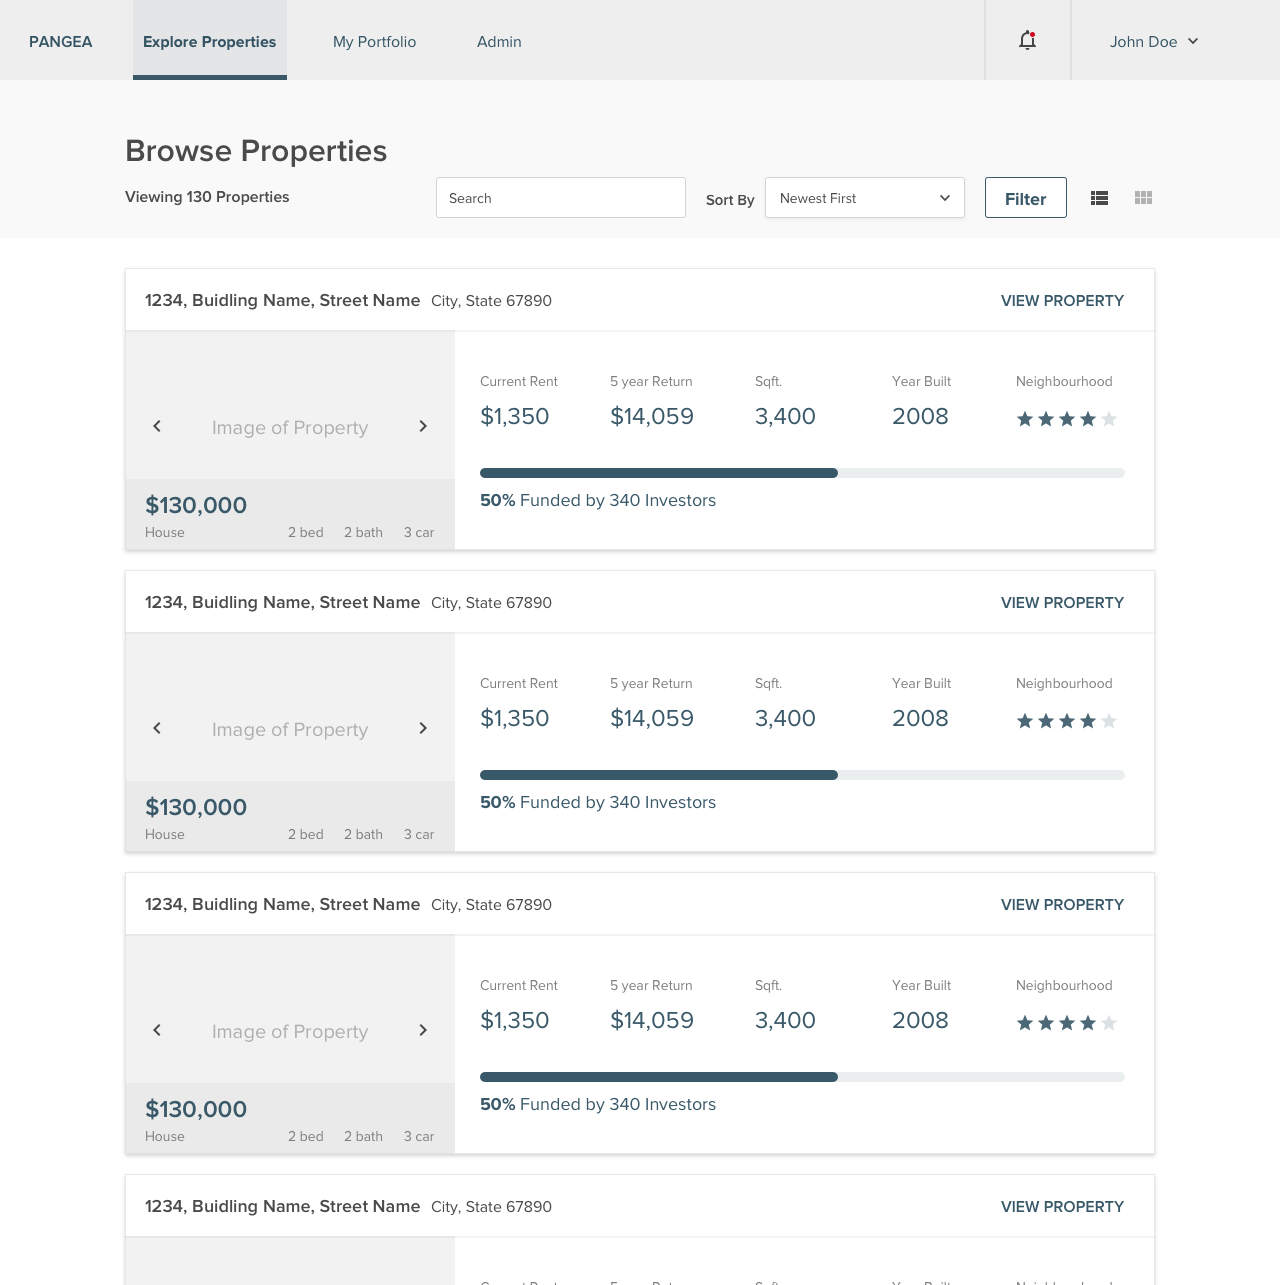 PANGEA Explore Properties My Portfolio Admin John Doe
Browse Properties
Viewing 130 Properties Search Sort By Newest First Filter
1234, Buidling Name, Street Name City, State 67890 VIEW PROPERTY
Image of Property
$130,000
House 2 bed 2 bath 3 car
Current Rent 5 year Return Sqft. Year Built Neighbourhood
$1,350 $14,059 3,400 2008
50% Funded by 340 Investors
1234, Buidling Name, Street Name City, State 67890 VIEW PROPERTY
Image of Property
$130,000
House 2 bed 2 bath 3 car
Current Rent 5 year Return Sqft. Year Built Neighbourhood
$1,350 $14,059 3,400 2008
50% Funded by 340 Investors
1234, Buidling Name, Street Name City, State 67890 VIEW PROPERTY
Image of Property
$130,000
House 2 bed 2 bath 3 car
Current Rent 5 year Return Sqft. Year Built Neighbourhood
$1,350 $14,059 3,400 2008
50% Funded by 340 Investors
1234, Buidling Name, Street Name City, State 67890 VIEW PROPERTY